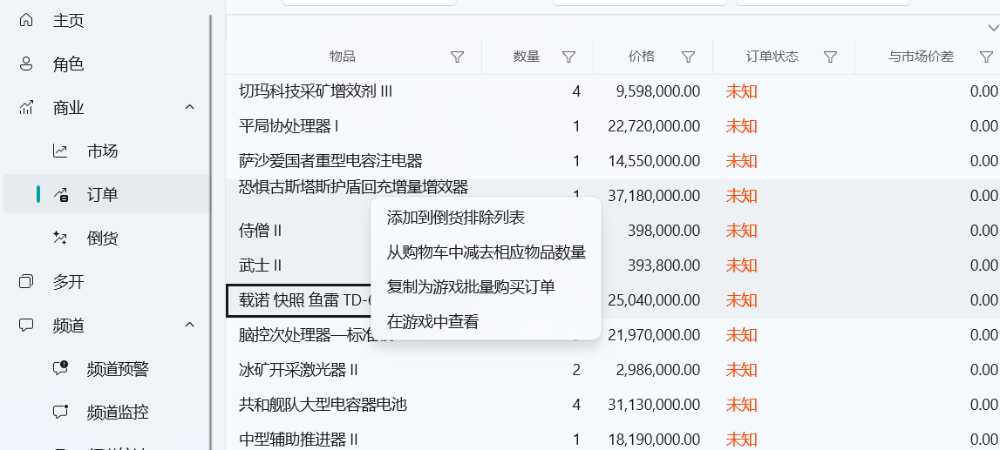 主页
角色
商业
市场
订单
倒货
多开
频道
频道预警
频道监控
物品 数量 价格 订单状态 与市场价差
切玛科技采矿增效剂 III 4 9,598,000.00 未知 0.00
平局协处理器 I 1 22,720,000.00 未知 0.00
萨沙爱国者重型电容注电器 1 14,550,000.00 未知 0.00
恐惧古斯塔斯护盾回充增量增效器 1 37,180,000.00 未知 0.00
侍僧 II 398,000.00 未知 0.00
武士 II 393,800.00 未知 0.00
载诺 快照 鱼雷 TD-6 25,040,000.00 未知 0.00
脑控次处理器—标准 21,970,000.00 未知 0.00
冰矿开采激光器 II 2 2,986,000.00 未知 0.00
共和舰队大型电容器电池 4 31,130,000.00 未知 0.00
中型辅助推进器 II 1 18,190,000.00 未知 0.00
添加到倒货排除列表
从购物车中减去相应物品数量
复制为游戏批量购买订单
在游戏中查看